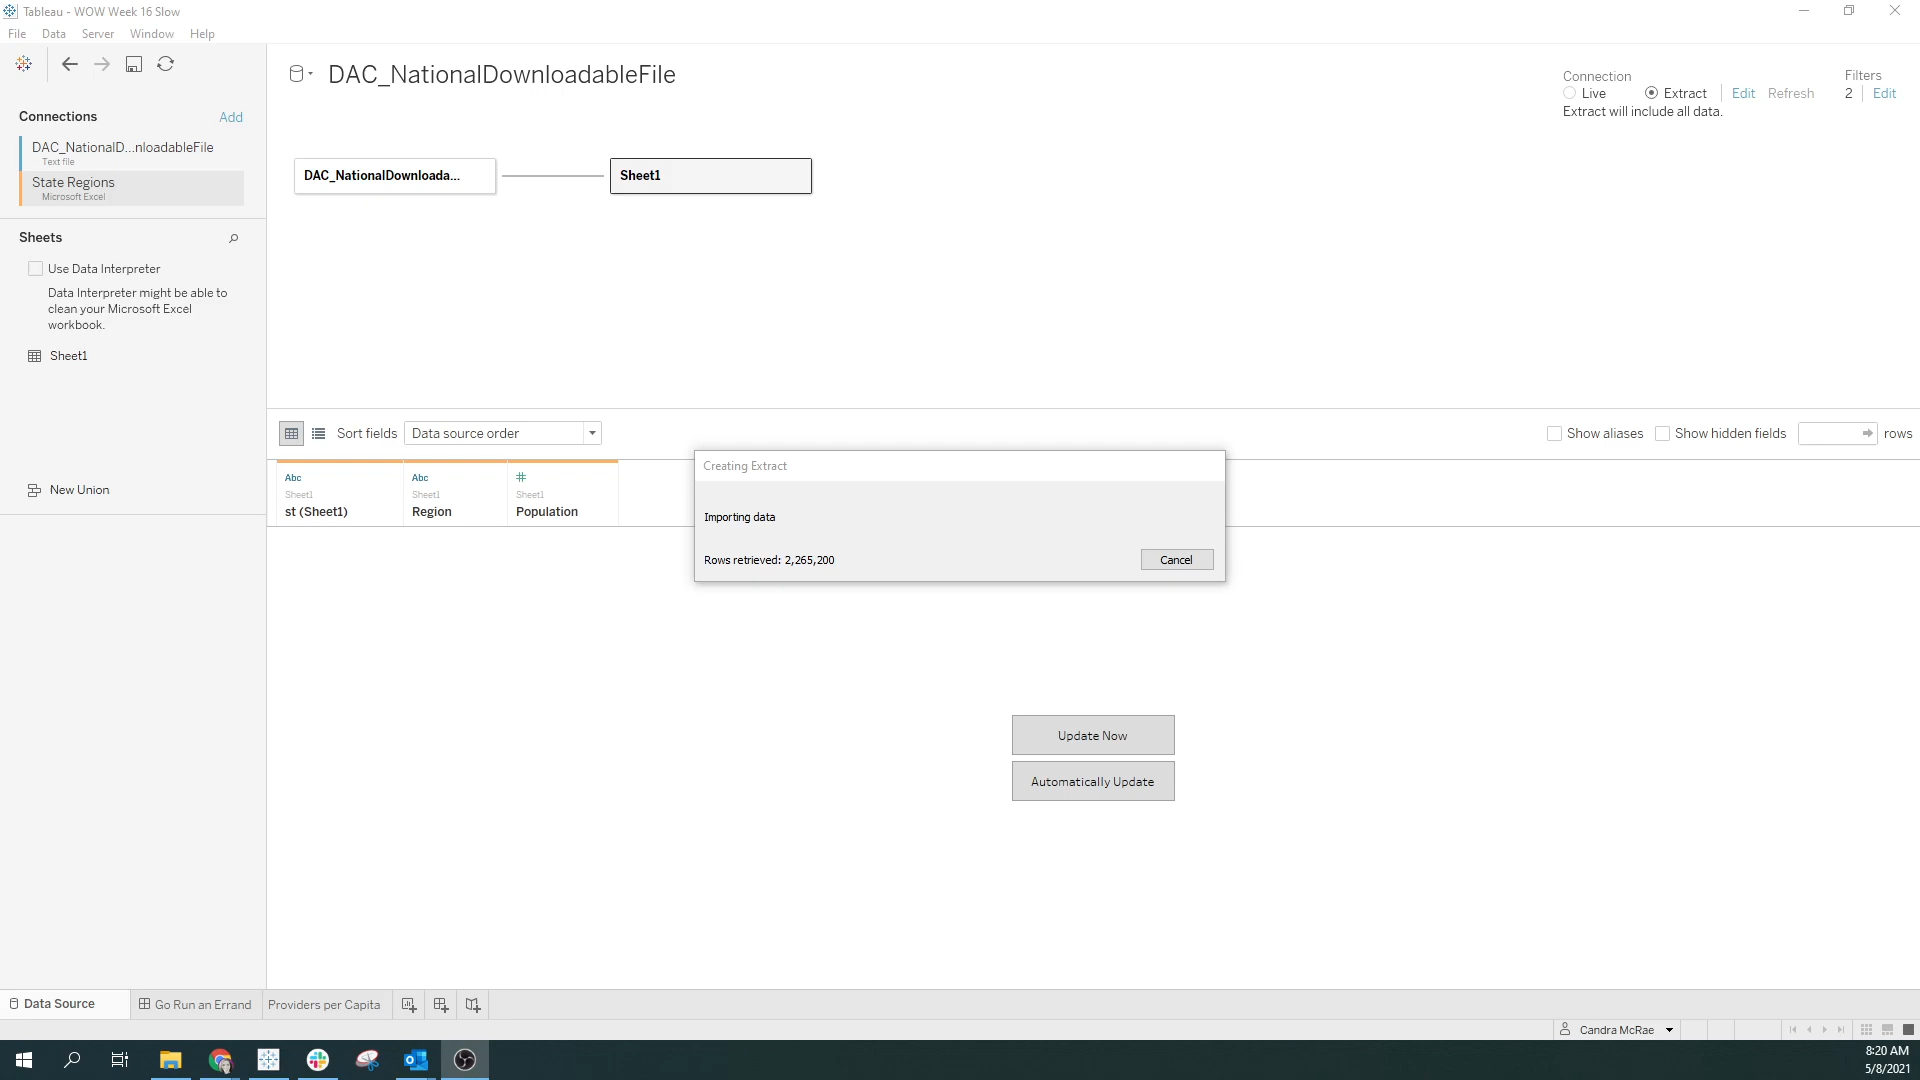 Tableau - WOW Week 16 Slow
File Data Server Window Help
DAC_NationalDownloadableFile
Connection
Live Extract Edit Refresh
Extract will include all data.
Filters
2 Edit
Connections Add
DAC_NationalD...nloadableFile
Text file
State Regions
Microsoft Excel
DAC_NationalDownloada...
Sheet1
Sheets
Use Data Interpreter
Data Interpreter might be able to
clean your Microsoft Excel
workbook.
Sheet1
New Union
Sort fields Data source order
Show aliases Show hidden fields rows
Abc
Sheet1
st (Sheet1)
Abc
Sheet1
Region
#
Sheet1
Population
Creating Extract
Importing data
Rows retrieved: 2,265,200
Cancel
Update Now
Automatically Update
Data Source Go Run an Errand Providers per Capita
Candra McRae
8:20 AM
5/8/2021